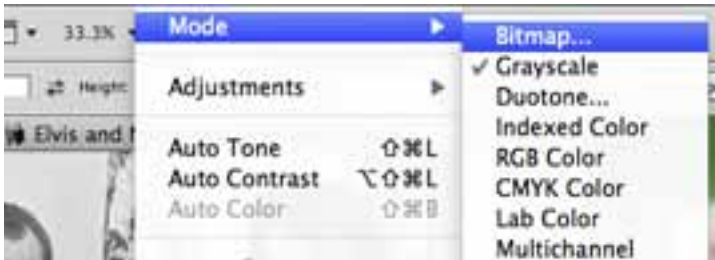 33.3%
Mode
Bitmap...
✓ Grayscale
Height:
Adjustments
Duotone...
Elvis and
Indexed Color
Auto Tone ⇧⌘L
RGB Color
Auto Contrast ⌥⇧⌘L
CMYK Color
Auto Color ⇧⌘B
Lab Color
Multichannel